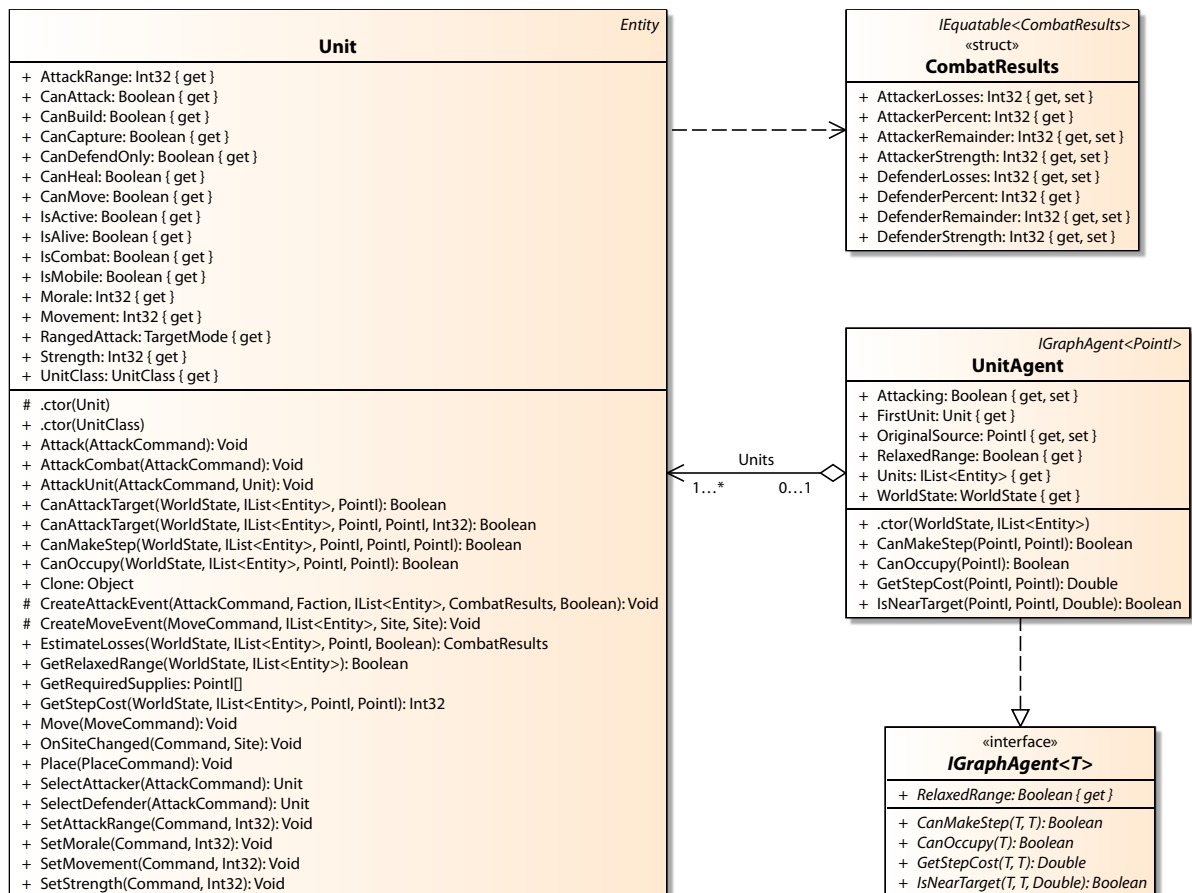 Entity
Unit
+ AttackRange: Int32 { get }
+ CanAttack: Boolean { get }
+ CanBuild: Boolean { get }
+ CanCapture: Boolean { get }
+ CanDefendOnly: Boolean { get }
+ CanHeal: Boolean { get }
+ CanMove: Boolean { get }
+ IsActive: Boolean { get }
+ IsAlive: Boolean { get }
+ IsCombat: Boolean { get }
+ IsMobile: Boolean { get }
+ Morale: Int32 { get }
+ Movement: Int32 { get }
+ RangedAttack: TargetMode { get }
+ Strength: Int32 { get }
+ UnitClass: UnitClass { get }
# .ctor(Unit)
+ .ctor(UnitClass)
+ Attack(AttackCommand): Void
+ AttackCombat(AttackCommand): Void
+ AttackUnit(AttackCommand, Unit): Void
+ CanAttackTarget(WorldState, IList<Entity>, PointI): Boolean
+ CanAttackTarget(WorldState, IList<Entity>, PointI, PointI, Int32): Boolean
+ CanMakeStep(WorldState, IList<Entity>, PointI, PointI, PointI): Boolean
+ CanOccupy(WorldState, IList<Entity>, PointI, PointI): Boolean
+ Clone: Object
# CreateAttackEvent(AttackCommand, Faction, IList<Entity>, CombatResults, Boolean): Void
# CreateMoveEvent(MoveCommand, IList<Entity>, Site, Site): Void
+ EstimateLosses(WorldState, IList<Entity>, PointI, Boolean): CombatResults
+ GetRelaxedRange(WorldState, IList<Entity>): Boolean
+ GetRequiredSupplies: PointI[]
+ GetStepCost(WorldState, IList<Entity>, PointI, PointI): Int32
+ Move(MoveCommand): Void
+ OnSiteChanged(Command, Site): Void
+ Place(PlaceCommand): Void
+ SelectAttacker(AttackCommand): Unit
+ SelectDefender(AttackCommand): Unit
+ SetAttackRange(Command, Int32): Void
+ SetMorale(Command, Int32): Void
+ SetMovement(Command, Int32): Void
+ SetStrength(Command, Int32): Void
IEquatable<CombatResults>
«struct»
CombatResults
+ AttackerLosses: Int32 { get, set }
+ AttackerPercent: Int32 { get }
+ AttackerRemainder: Int32 { get, set }
+ AttackerStrength: Int32 { get, set }
+ DefenderLosses: Int32 { get, set }
+ DefenderPercent: Int32 { get }
+ DefenderRemainder: Int32 { get, set }
+ DefenderStrength: Int32 { get, set }
Units
1…* 0…1
IGraphAgent<PointI>
UnitAgent
+ Attacking: Boolean { get, set }
+ FirstUnit: Unit { get }
+ OriginalSource: PointI { get, set }
+ RelaxedRange: Boolean { get }
+ Units: IList<Entity> { get }
+ WorldState: WorldState { get }
+ .ctor(WorldState, IList<Entity>)
+ CanMakeStep(PointI, PointI): Boolean
+ CanOccupy(PointI): Boolean
+ GetStepCost(PointI, PointI): Double
+ IsNearTarget(PointI, PointI, Double): Boolean
«interface»
IGraphAgent<T>
+ RelaxedRange: Boolean { get }
+ CanMakeStep(T, T): Boolean
+ CanOccupy(T): Boolean
+ GetStepCost(T, T): Double
+ IsNearTarget(T, T, Double): Boolean